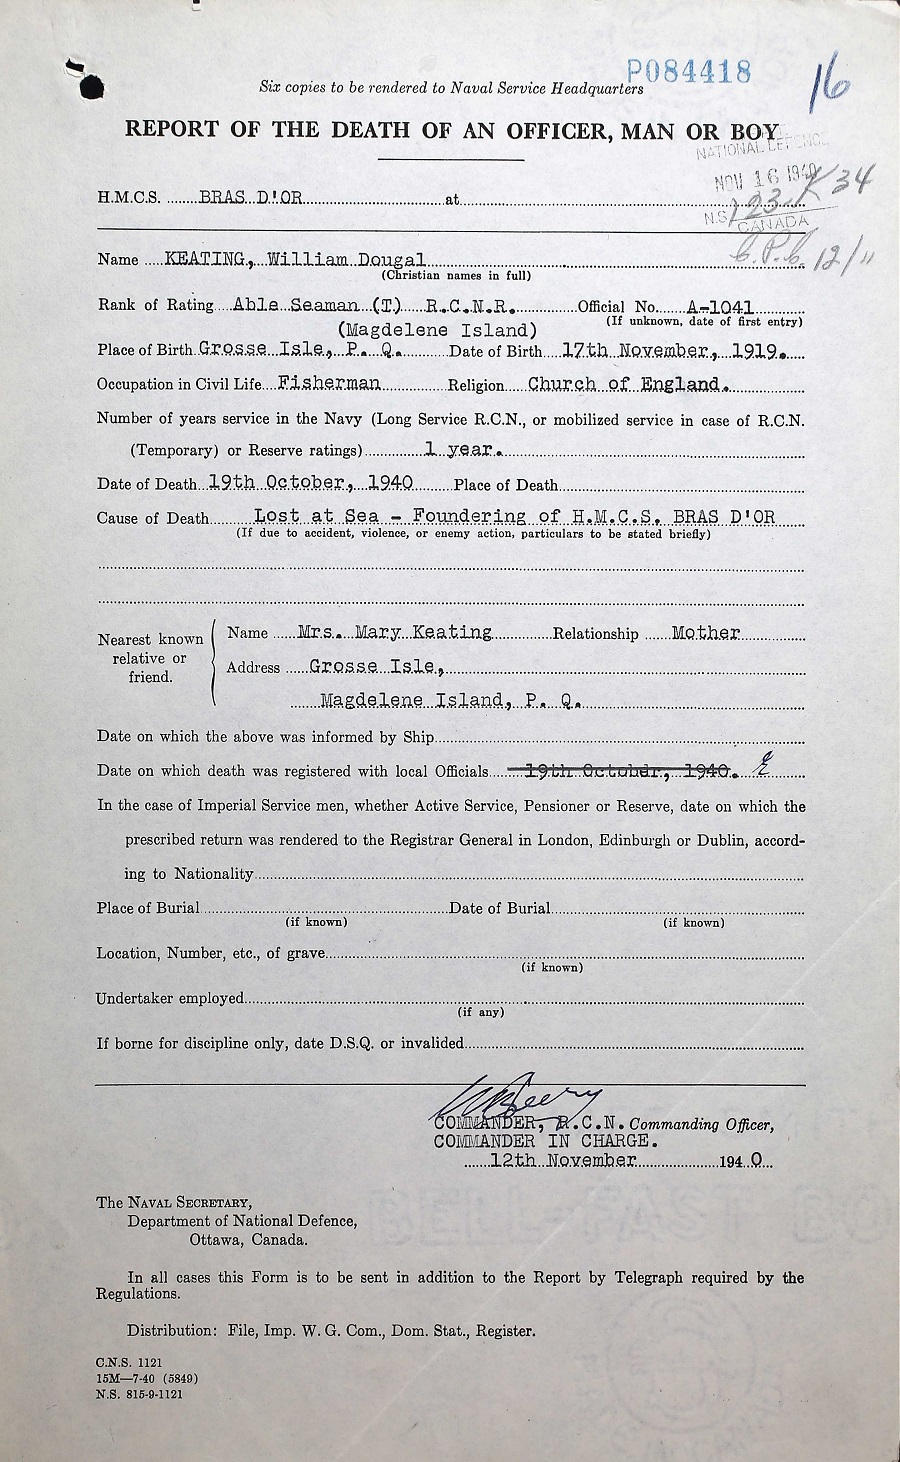 P084418
16
Six copies to be rendered to Naval Service Headquarters
REPORT OF THE DEATH OF AN OFFICER, MAN OR BOY
NATIONAL DEFENCE
NOV 16 1940
N.S. 123-K-34
CANADA
H.M.C.S. BRAS D'OR at
C.P.C. 12/11
Name KEATING, William Dougal
(Christian names in full)
Rank of Rating Able Seaman (T) R.C.N.R. Official No. A-1041
(If unknown, date of first entry)
(Magdelene Island)
Place of Birth Grosse Isle, P. Q. Date of Birth 17th November, 1919.
Occupation in Civil Life Fisherman Religion Church of England.
Number of years service in the Navy (Long Service R.C.N., or mobilized service in case of R.C.N.
(Temporary) or Reserve ratings) 1 year.
Date of Death 19th October, 1940 Place of Death
Cause of Death Lost at Sea - Foundering of H.M.C.S. BRAS D'OR
(If due to accident, violence, or enemy action, particulars to be stated briefly)
Nearest known relative or friend.
Name Mrs. Mary Keating Relationship Mother
Address Grosse Isle,
Magdelene Island, P. Q.
Date on which the above was informed by Ship
Date on which death was registered with local Officials 19th October, 1940.
In the case of Imperial Service men, whether Active Service, Pensioner or Reserve, date on which the
prescribed return was rendered to the Registrar General in London, Edinburgh or Dublin, accord-
ing to Nationality
Place of Burial Date of Burial
(if known) (if known)
Location, Number, etc., of grave
(if known)
Undertaker employed
(if any)
If borne for discipline only, date D.S.Q. or invalided
COMMANDER, R.C.N. Commanding Officer,
COMMANDER IN CHARGE.
12th November 1940
The NAVAL SECRETARY,
Department of National Defence,
Ottawa, Canada.
In all cases this Form is to be sent in addition to the Report by Telegraph required by the
Regulations.
Distribution: File, Imp. W. G. Com., Dom. Stat., Register.
C.N.S. 1121
15M—7-40 (5849)
N.S. 815-9-1121